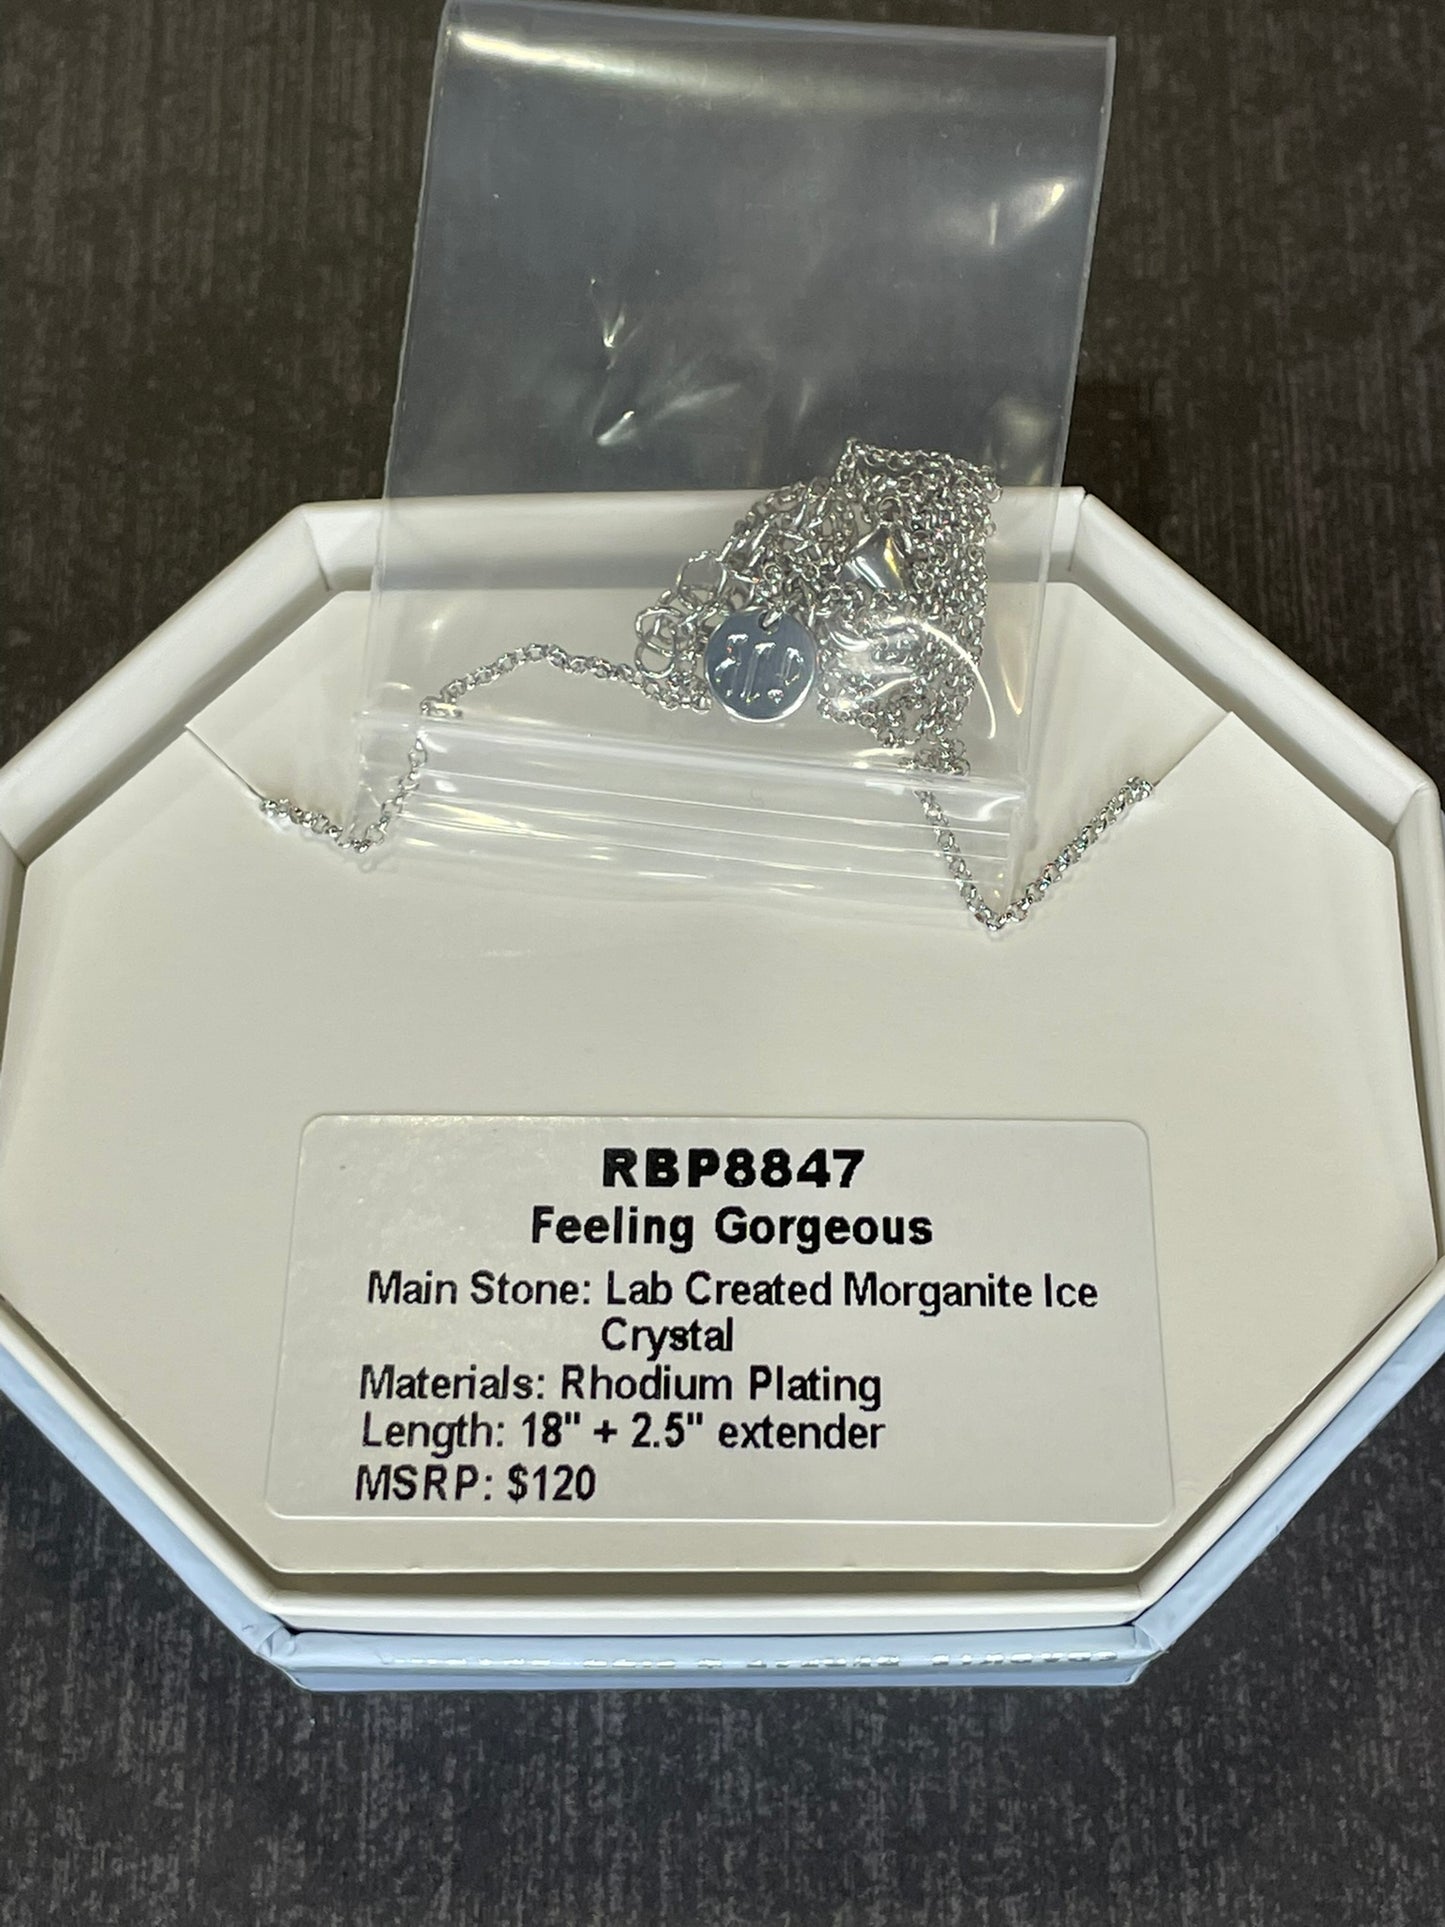 RBP8847
Feeling Gorgeous
Main Stone: Lab Created Morganite Ice
Crystal
Materials: Rhodium Plating
Length: 18" + 2.5" extender
MSRP: $120